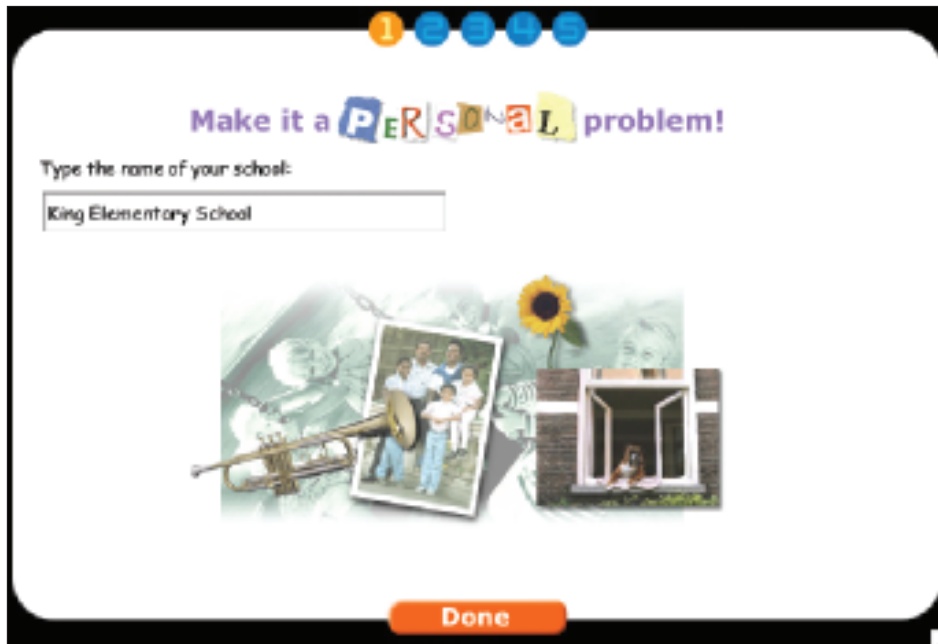 1 2 3 4 5
Make it a PERSONAL problem!
Type the name of your school:
King Elementary School
Done